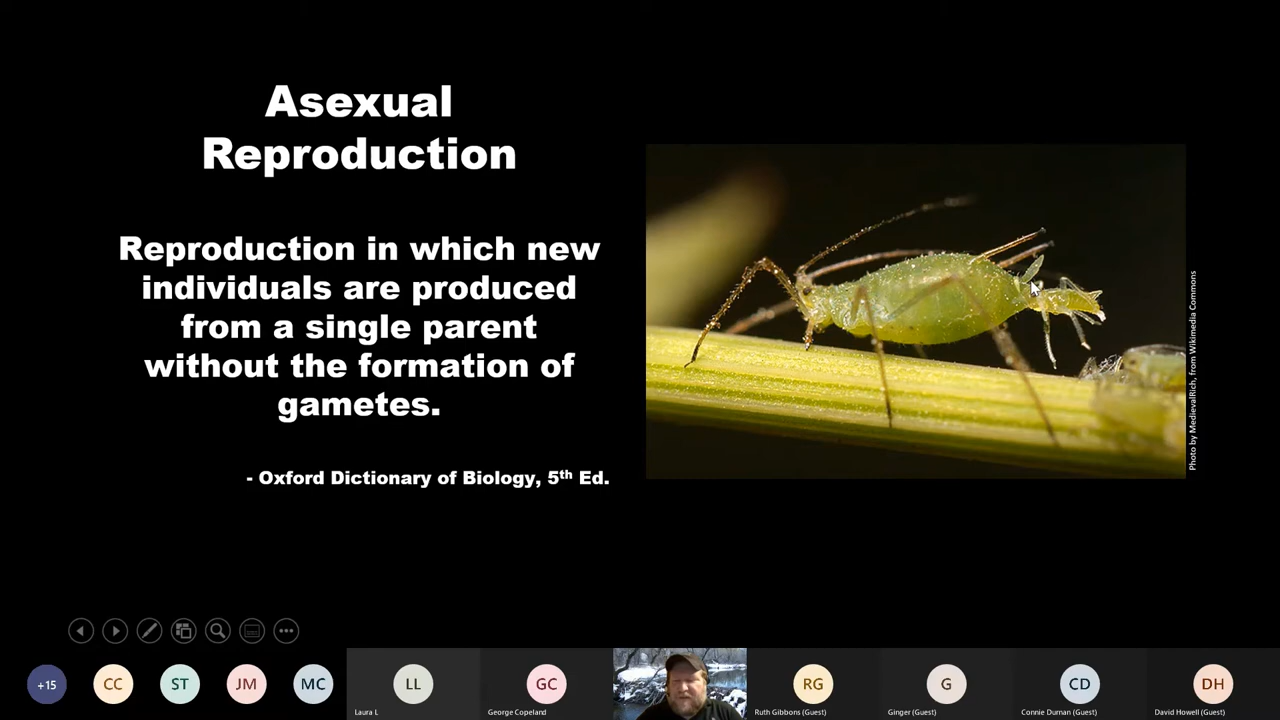 Asexual
Reproduction
Reproduction in which new
individuals are produced
from a single parent
without the formation of
gametes.
- Oxford Dictionary of Biology, 5th Ed.
Photo by MedievalRich, from Wikimedia Commons
+15
CC
ST
JM
MC
LL
GC
RG
G
CD
DH
Laura L
George Copeland
Ruth Gibbons (Guest)
Ginger (Guest)
Connie Durnan (Guest)
David Howell (Guest)